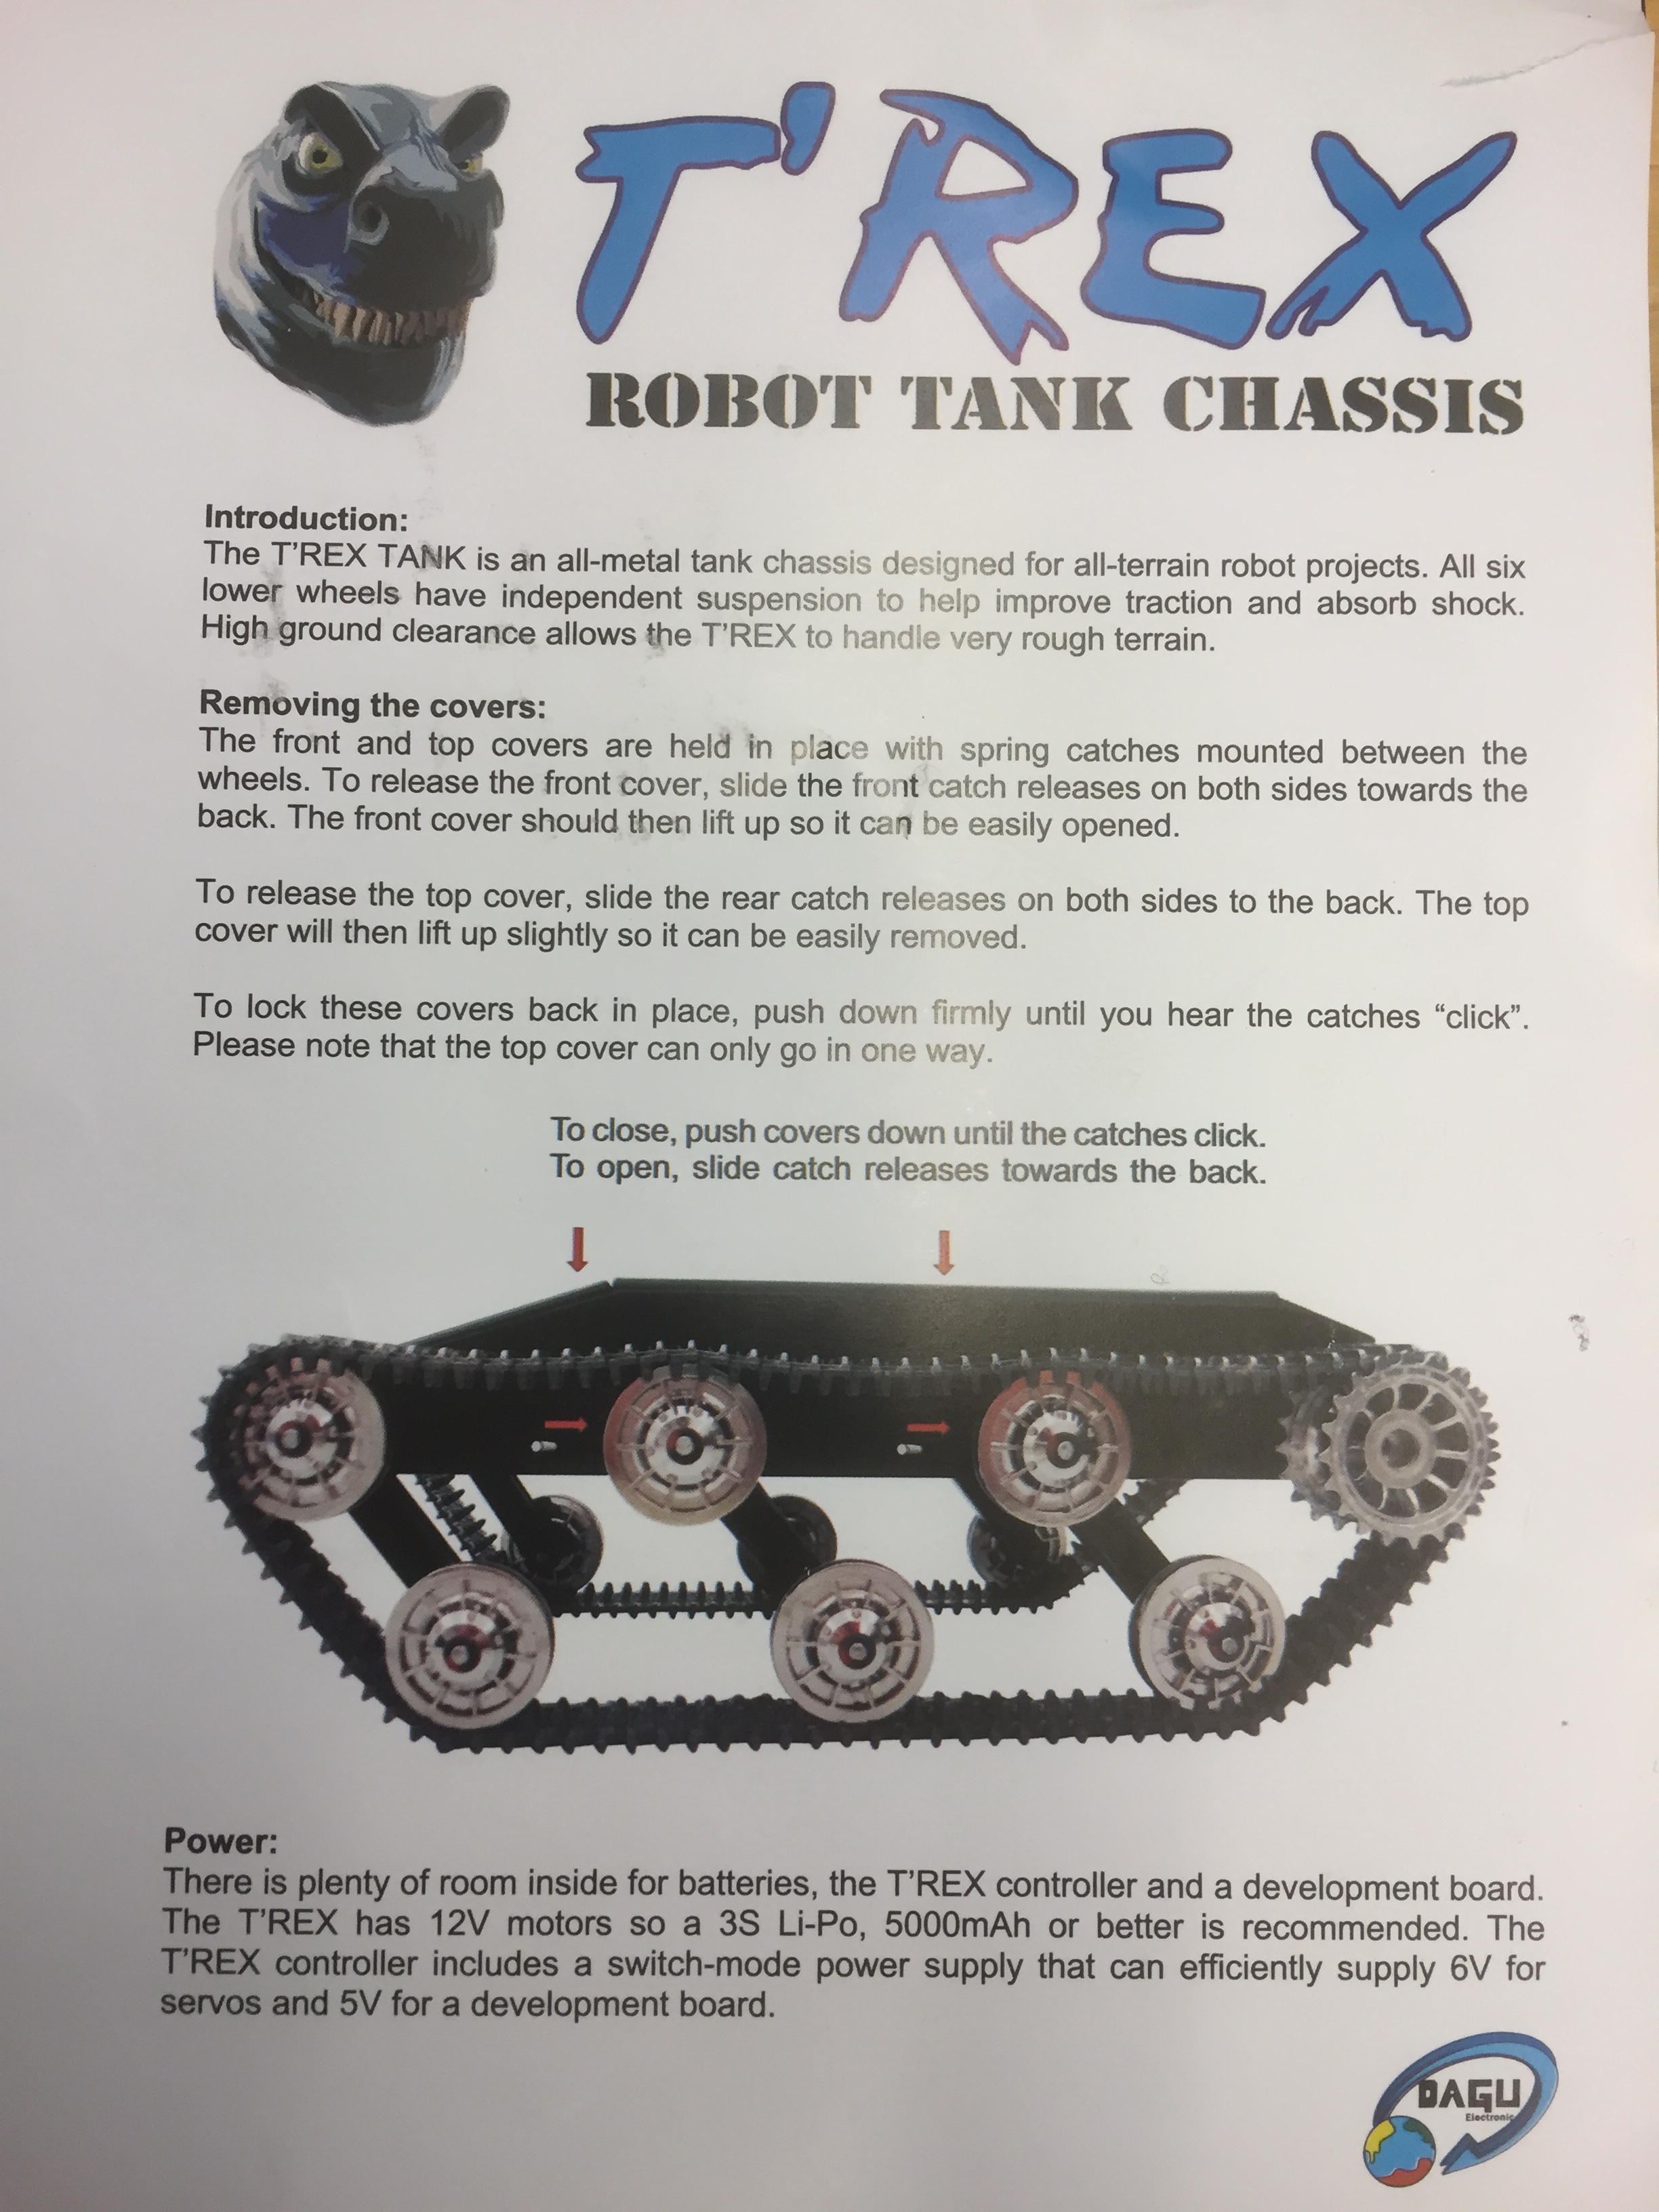 T'REX
ROBOT TANK CHASSIS
Introduction:
The T'REX TANK is an all-metal tank chassis designed for all-terrain robot projects. All six
lower wheels have independent suspension to help improve traction and absorb shock.
High ground clearance allows the T'REX to handle very rough terrain.
Removing the covers:
The front and top covers are held in place with spring catches mounted between the
wheels. To release the front cover, slide the front catch releases on both sides towards the
back. The front cover should then lift up so it can be easily opened.
To release the top cover, slide the rear catch releases on both sides to the back. The top
cover will then lift up slightly so it can be easily removed.
To lock these covers back in place, push down firmly until you hear the catches “click”.
Please note that the top cover can only go in one way.
To close, push covers down until the catches click.
To open, slide catch releases towards the back.
Power:
There is plenty of room inside for batteries, the T'REX controller and a development board.
The T'REX has 12V motors so a 3S Li-Po, 5000mAh or better is recommended. The
T'REX controller includes a switch-mode power supply that can efficiently supply 6V for
servos and 5V for a development board.
DAGU
Electronic